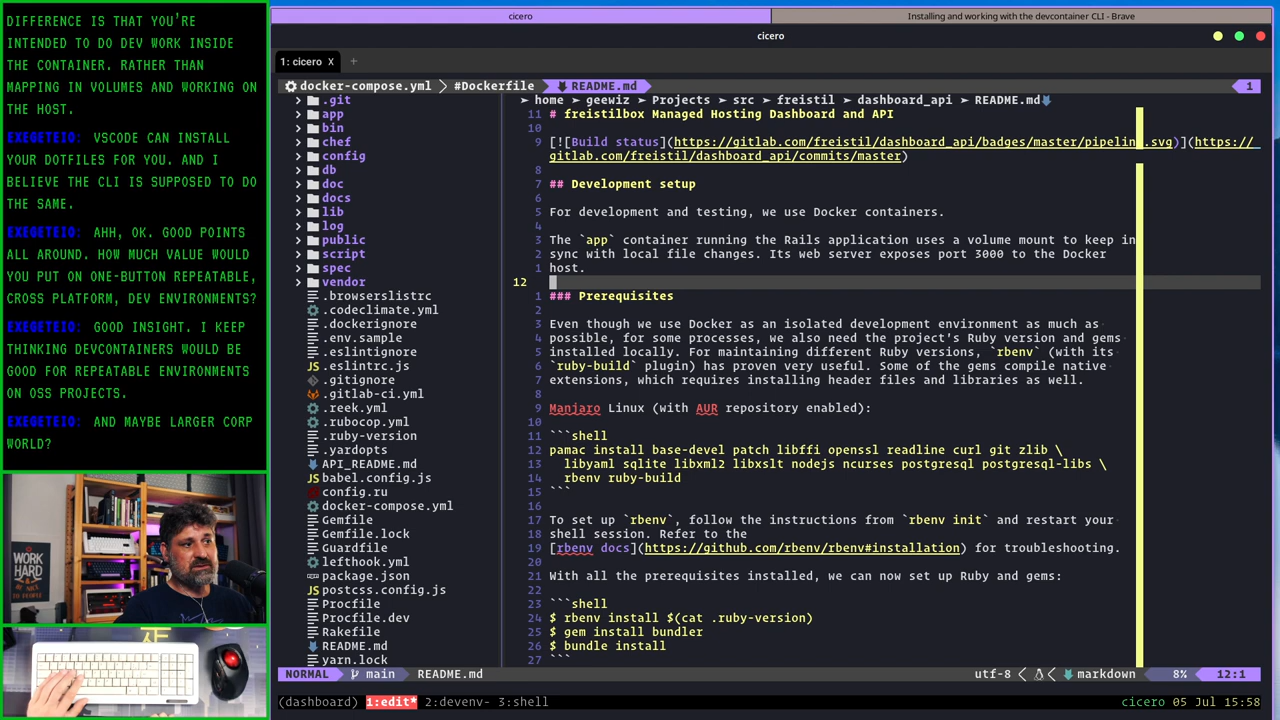 DIFFERENCE IS THAT YOU'RE
INTENDED TO DO DEV WORK INSIDE
THE CONTAINER. RATHER THAN
MAPPING IN VOLUMES AND WORKING ON
THE HOST.
EXEGETEIO: VSCODE CAN INSTALL
YOUR DOTFILES FOR YOU. AND I
BELIEVE THE CLI IS SUPPOSED TO DO
THE SAME.
EXEGETEIO: AHH, OK. GOOD POINTS
ALL AROUND. HOW MUCH VALUE WOULD
YOU PUT ON ONE-BUTTON REPEATABLE,
CROSS PLATFORM, DEV ENVIRONMENTS?
EXEGETEIO: GOOD INSIGHT. I KEEP
THINKING DEVCONTAINERS WOULD BE
GOOD FOR REPEATABLE ENVIRONMENTS
ON OSS PROJECTS.
EXEGETEIO: AND MAYBE LARGER CORP
WORLD?
WORK
HARD
& BE NICE
TO PEOPLE
cicero
Installing and working with the devcontainer CLI - Brave
cicero
1: cicero X +
docker-compose.yml #Dockerfile README.md 1
.git
app
bin
chef
config
db
doc
docs
lib
log
public
script
spec
vendor
.browserslistrc
.codeclimate.yml
.dockerignore
.env.sample
.eslintignore
JS .eslintrc.js
.gitignore
.gitlab-ci.yml
.reek.yml
.rubocop.yml
.ruby-version
.yardopts
API_README.md
JS babel.config.js
config.ru
docker-compose.yml
Gemfile
Gemfile.lock
Guardfile
lefthook.yml
package.json
JS postcss.config.js
Procfile
Procfile.dev
Rakefile
README.md
yarn.lock
➤ home ➤ geewiz ➤ Projects ➤ src ➤ freistil ➤ dashboard_api ➤ README.md
11 # freistilbox Managed Hosting Dashboard and API
10
9 [![Build status](https://gitlab.com/freistil/dashboard_api/badges/master/pipeline.svg)](https://
gitlab.com/freistil/dashboard_api/commits/master)
8
7 ## Development setup
6
5 For development and testing, we use Docker containers.
4
3 The `app` container running the Rails application uses a volume mount to keep in
2 sync with local file changes. Its web server exposes port 3000 to the Docker
1 host.
12
1 ### Prerequisites
2
3 Even though we use Docker as an isolated development environment as much as
4 possible, for some processes, we also need the project's Ruby version and gems
5 installed locally. For maintaining different Ruby versions, `rbenv` (with its
6 `ruby-build` plugin) has proven very useful. Some of the gems compile native
7 extensions, which requires installing header files and libraries as well.
8
9 Manjaro Linux (with AUR repository enabled):
10
11 ```shell
12 pamac install base-devel patch libffi openssl readline curl git zlib \
13 libyaml sqlite libxml2 libxslt nodejs ncurses postgresql postgresql-libs \
14 rbenv ruby-build
15 ```
16
17 To set up `rbenv`, follow the instructions from `rbenv init` and restart your
18 shell session. Refer to the
19 [rbenv docs](https://github.com/rbenv/rbenv#installation) for troubleshooting.
20
21 With all the prerequisites installed, we can now set up Ruby and gems:
22
23 ```shell
24 $ rbenv install $(cat .ruby-version)
25 $ gem install bundler
26 $ bundle install
27 ```
NORMAL main README.md utf-8 markdown 8% 12:1
(dashboard) 1:edit* 2:devenv- 3:shell cicero 05 Jul 15:58